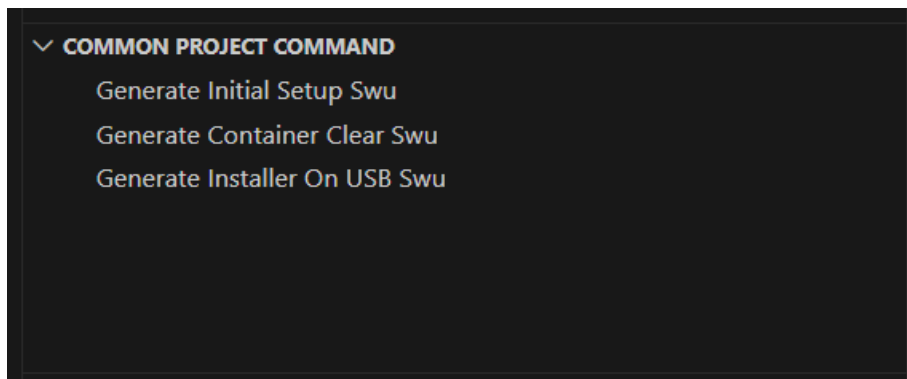 COMMON PROJECT COMMAND
Generate Initial Setup Swu
Generate Container Clear Swu
Generate Installer On USB Swu